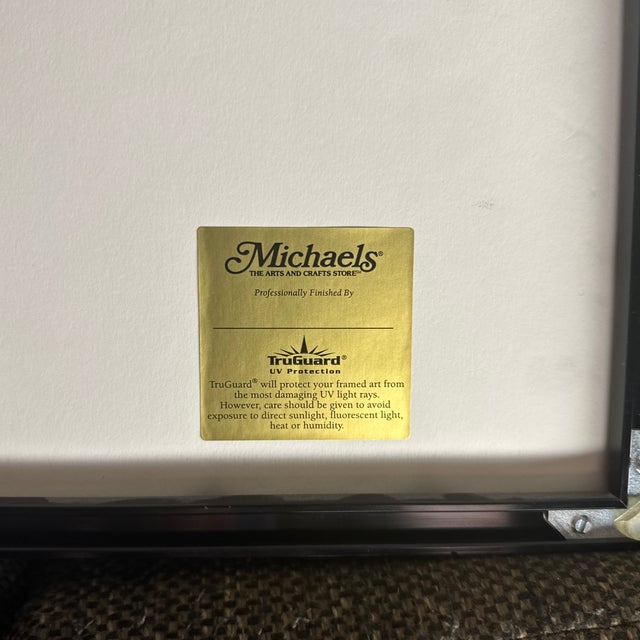 Michaels®
THE ARTS AND CRAFTS STORE℠
Professionally Finished By
TruGuard®
UV Protection
TruGuard® will protect your framed art from
the most damaging UV light rays.
However, care should be given to avoid
exposure to direct sunlight, fluorescent light,
heat or humidity.